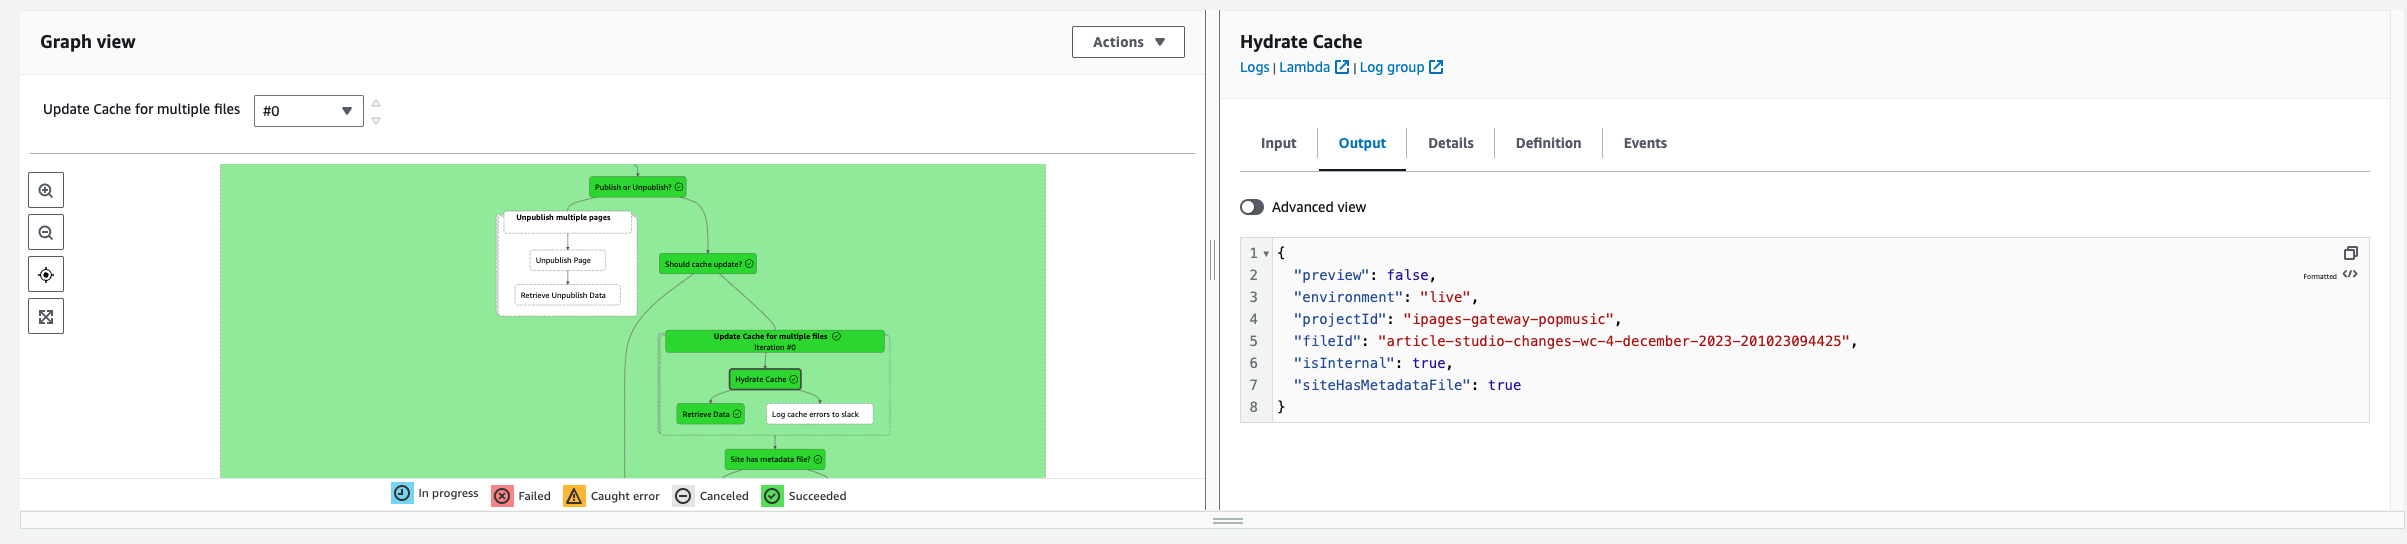 Graph view
Actions
Update Cache for multiple files
#0
Publish or Unpublish?
Unpublish multiple pages
Unpublish Page
Retrieve Unpublish Data
Should cache update?
Update Cache for multiple files
Iteration #0
Hydrate Cache
Retrieve Data
Log cache errors to slack
Site has metadata file?
In progress
Failed
Caught error
Canceled
Succeeded
Hydrate Cache
Logs | Lambda | Log group
Input Output Details Definition Events
Advanced view
Formatted
1 {
2 "preview": false,
3 "environment": "live",
4 "projectId": "ipages-gateway-popmusic",
5 "fileId": "article-studio-changes-wc-4-december-2023-201023094425",
6 "isInternal": true,
7 "siteHasMetadataFile": true
8 }